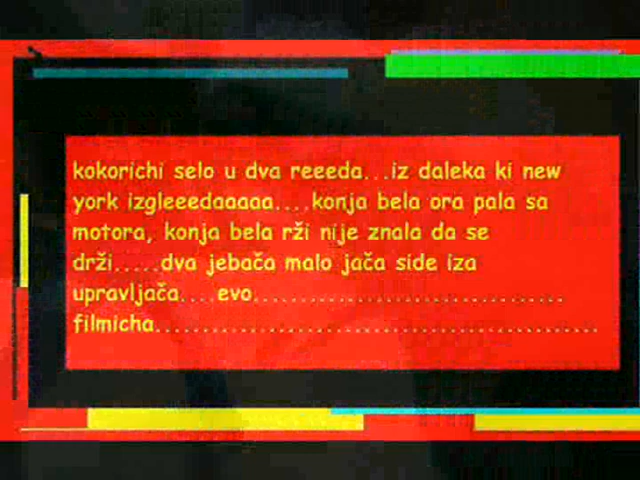 kokorichi selo u dva reeeda...iz daleka ki new
york izgleeedaaaaa....konja bela ora pala sa
motora, konja bela rži nije znala da se
drži.....dva jebača malo jača side iza
upravljača....evo..................................
filmicha................................................